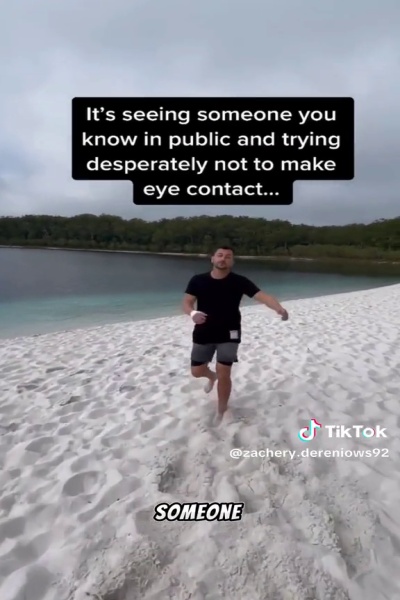 It’s seeing someone you
know in public and trying
desperately not to make
eye contact...
TikTok
@zachery.dereniows92
SOMEONE